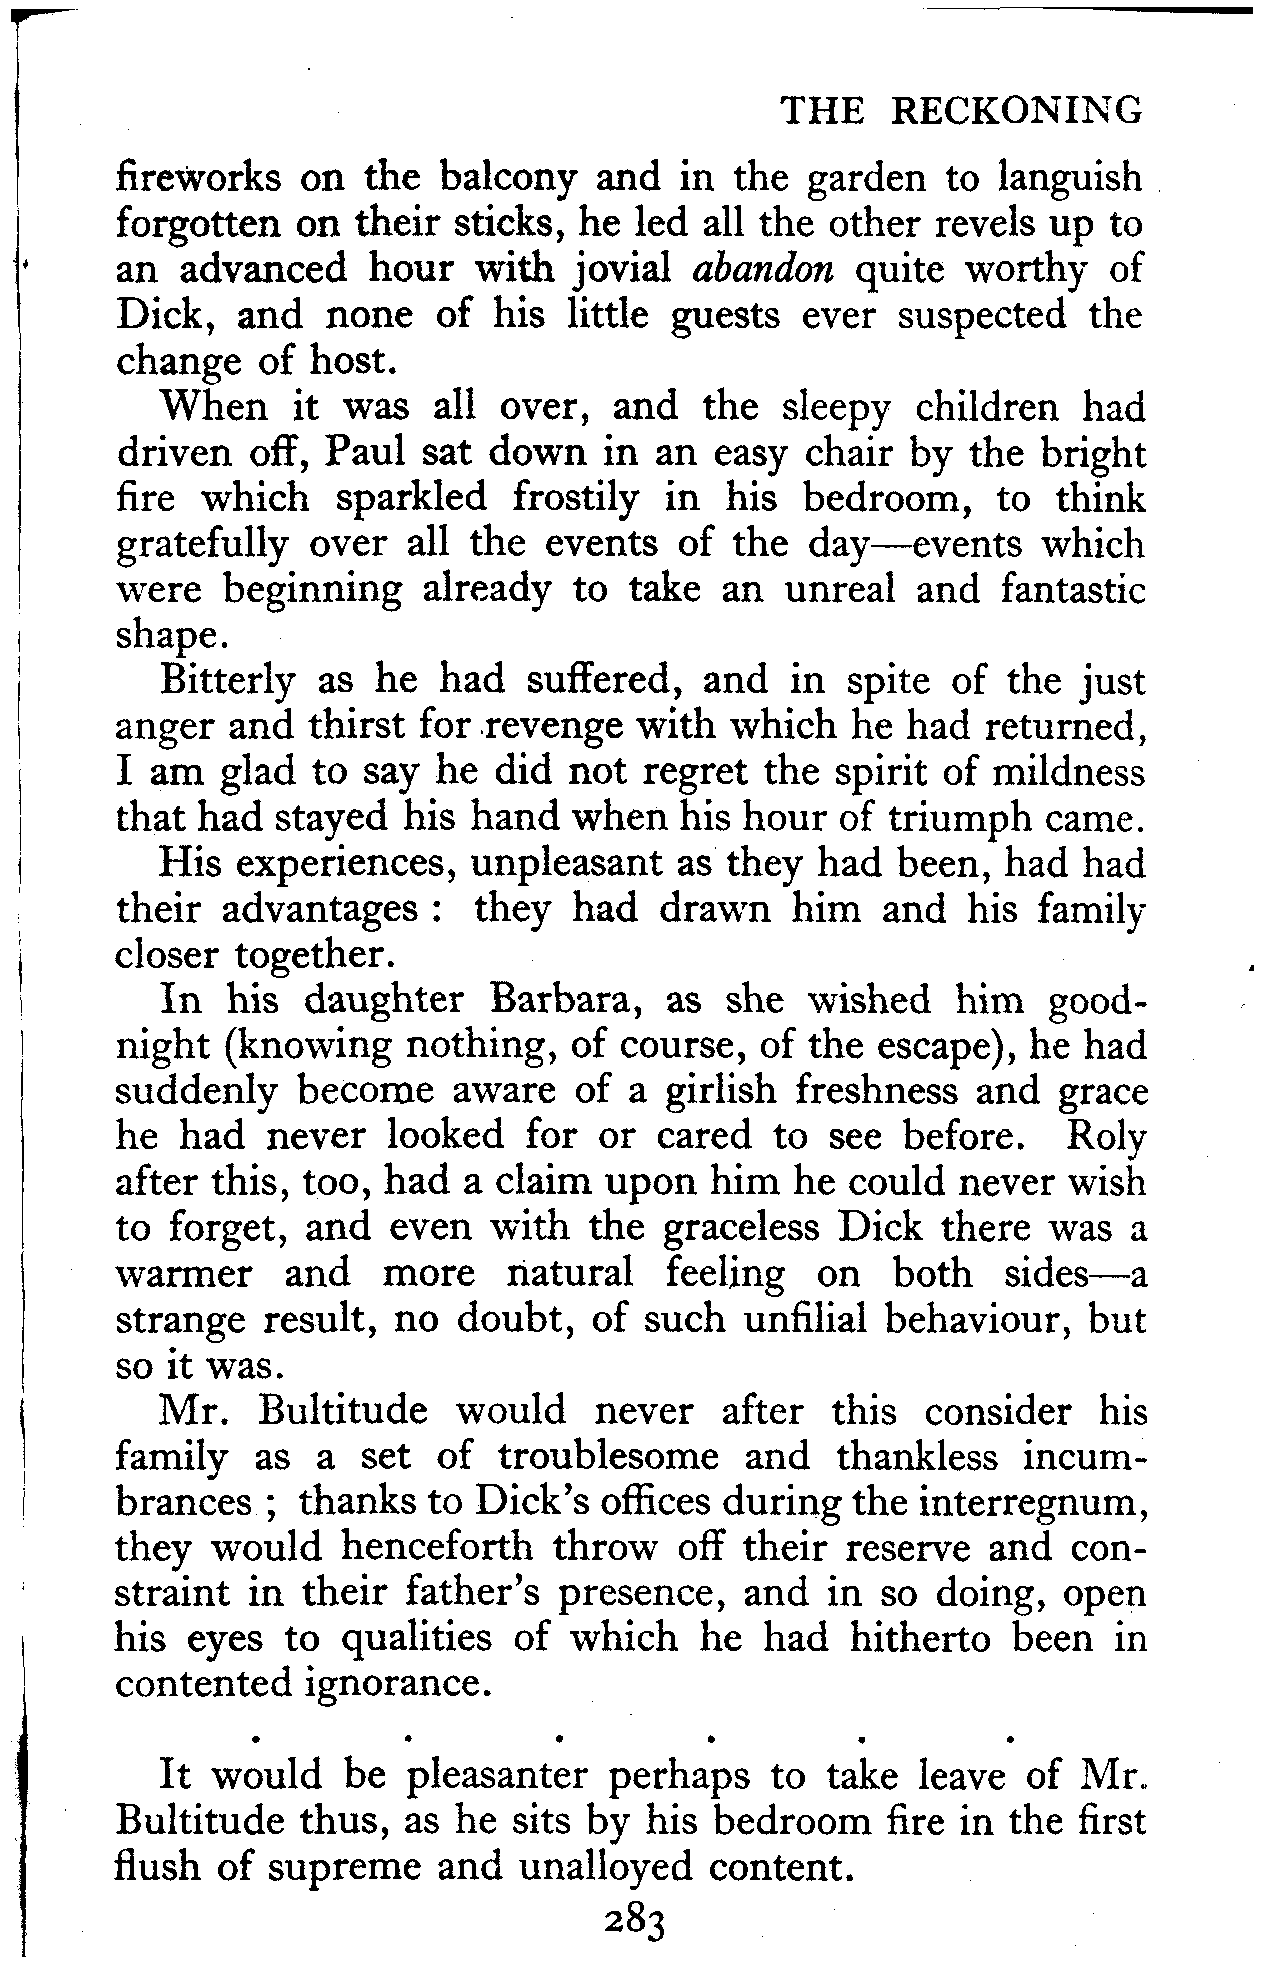 THE RECKONING
fireworks on the balcony and in the garden to languish
forgotten on their sticks, he led all the other revels up to
an advanced hour with jovial abandon quite worthy of
Dick, and none of his little guests ever suspected the
change of host.
When it was all over, and the sleepy children had
driven off, Paul sat down in an easy chair by the bright
fire which sparkled frostily in his bedroom, to think
gratefully over all the events of the day—events which
were beginning already to take an unreal and fantastic
shape.
Bitterly as he had suffered, and in spite of the just
anger and thirst for revenge with which he had returned,
I am glad to say he did not regret the spirit of mildness
that had stayed his hand when his hour of triumph came.
His experiences, unpleasant as they had been, had had
their advantages : they had drawn him and his family
closer together.
In his daughter Barbara, as she wished him good-
night (knowing nothing, of course, of the escape), he had
suddenly become aware of a girlish freshness and grace
he had never looked for or cared to see before. Roly
after this, too, had a claim upon him he could never wish
to forget, and even with the graceless Dick there was a
warmer and more natural feeling on both sides—a
strange result, no doubt, of such unfilial behaviour, but
so it was.
Mr. Bultitude would never after this consider his
family as a set of troublesome and thankless incum-
brances ; thanks to Dick's offices during the interregnum,
they would henceforth throw off their reserve and con-
straint in their father's presence, and in so doing, open
his eyes to qualities of which he had hitherto been in
contented ignorance.
. . . . . .
It would be pleasanter perhaps to take leave of Mr.
Bultitude thus, as he sits by his bedroom fire in the first
flush of supreme and unalloyed content.
283